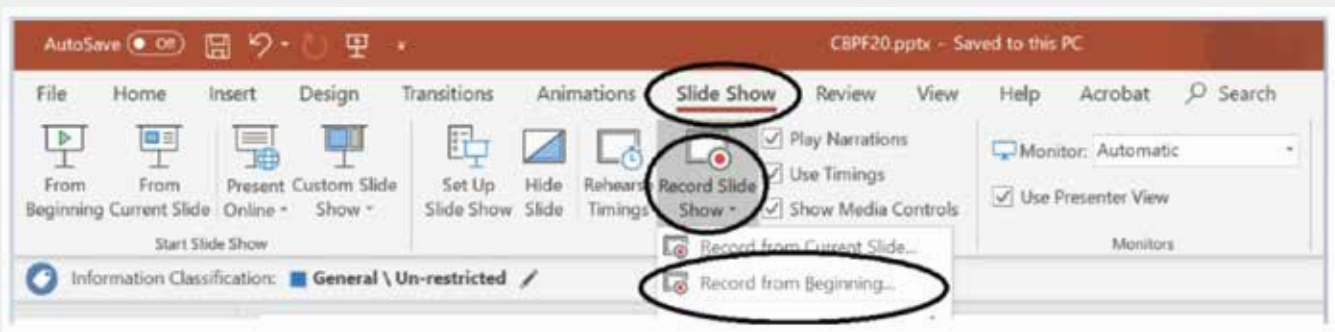 AutoSave Off CBPF20.pptx - Saved to this PC
File Home Insert Design Transitions Animations Slide Show Review View Help Acrobat Search
Play Narrations
Monitor: Automatic
Use Timings
From From Present Custom Slide Set Up Hide Rehearse Record Slide
Use Presenter View
Beginning Current Slide Online Show Slide Show Slide Timings Show Show Media Controls
Start Slide Show Monitors
Record from Current Slide...
Information Classification: General \ Un-restricted
Record from Beginning...